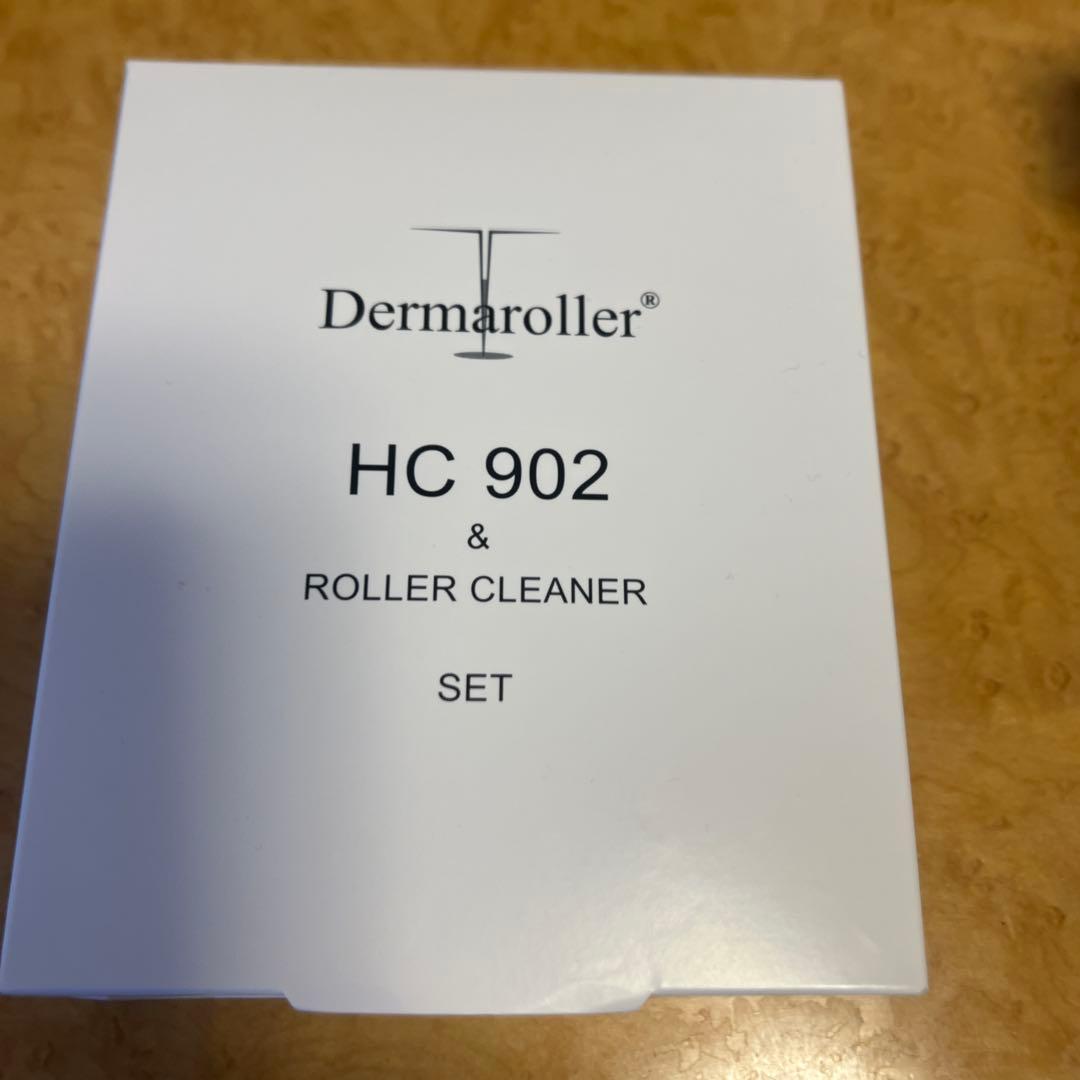 Dermaroller®
HC 902
&
ROLLER CLEANER
SET